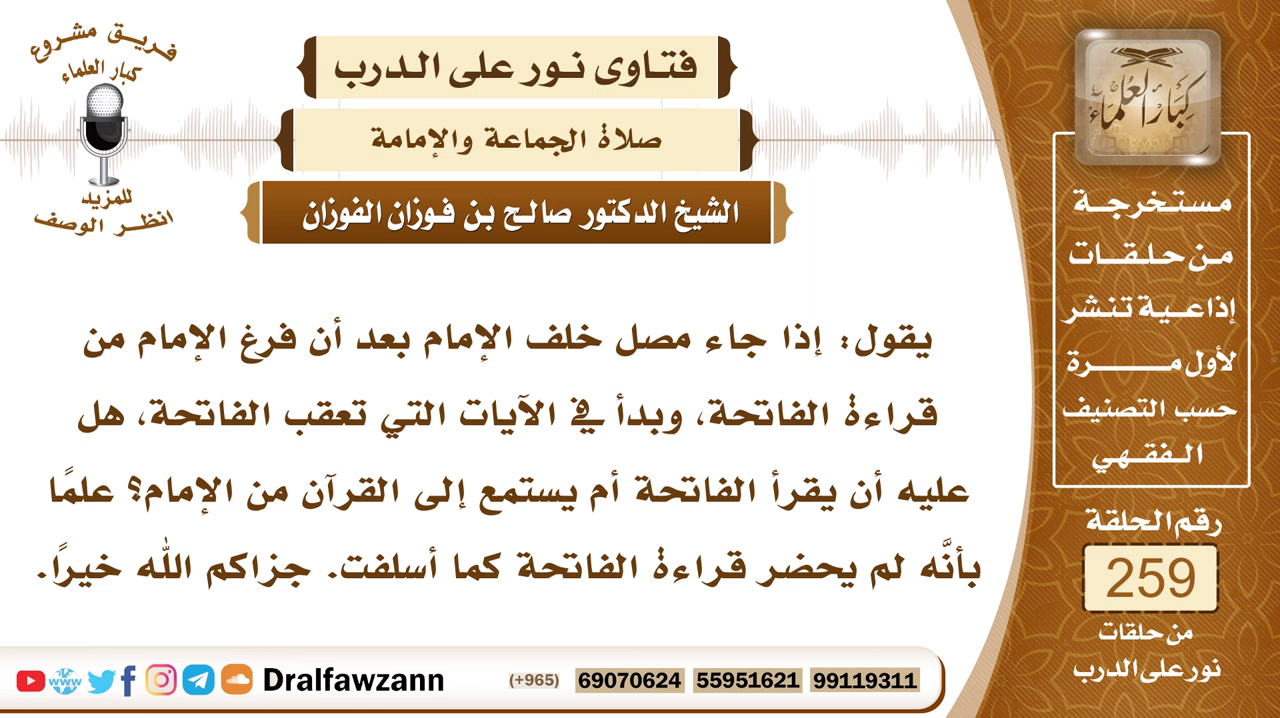 فريق مشروع
كبار العلماء
للمزيد
انظر الوصف
فتاوى نور على الدرب
صلاة الجماعة والإمامة
الشيخ الدكتور صالح بن فوزان الفوزان
يقول: إذا جاء مصل خلف الإمام بعد أن فرغ الإمام من
قراءة الفاتحة، وبدأ في الآيات التي تعقب الفاتحة، هل
عليه أن يقرأ الفاتحة أم يستمع إلى القرآن من الإمام؟ علمًا
بأنَّه لم يحضر قراءة الفاتحة كما أسلفت. جزاكم الله خيرًا.
كبار العلماء
مستخرجة
من حلقات
إذاعية تنشر
لأول مرة
حسب التصنيف
الفقهي
رقم الحلقة
259
من حلقات
نور على الدرب
www Dralfawzann (+965) 69070624 55951621 99119311